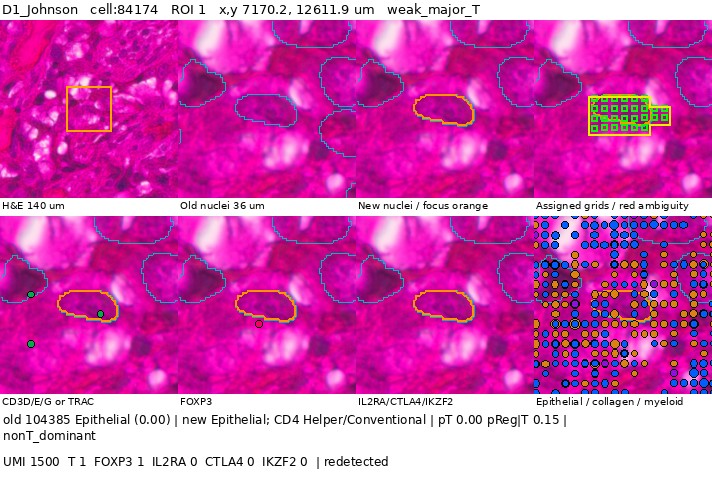 D1_Johnson cell:84174 ROI 1 x,y 7170.2, 12611.9 um weak_major_T
H&E 140 um
Old nuclei 36 um
New nuclei / focus orange
Assigned grids / red ambiguity
CD3D/E/G or TRAC
FOXP3
IL2RA/CTLA4/IKZF2
Epithelial / collagen / myeloid
old 104385 Epithelial (0.00) | new Epithelial; CD4 Helper/Conventional | pT 0.00 pReg|T 0.15 |
nonT_dominant
UMI 1500 T 1 FOXP3 1 IL2RA 0 CTLA4 0 IKZF2 0 | redetected